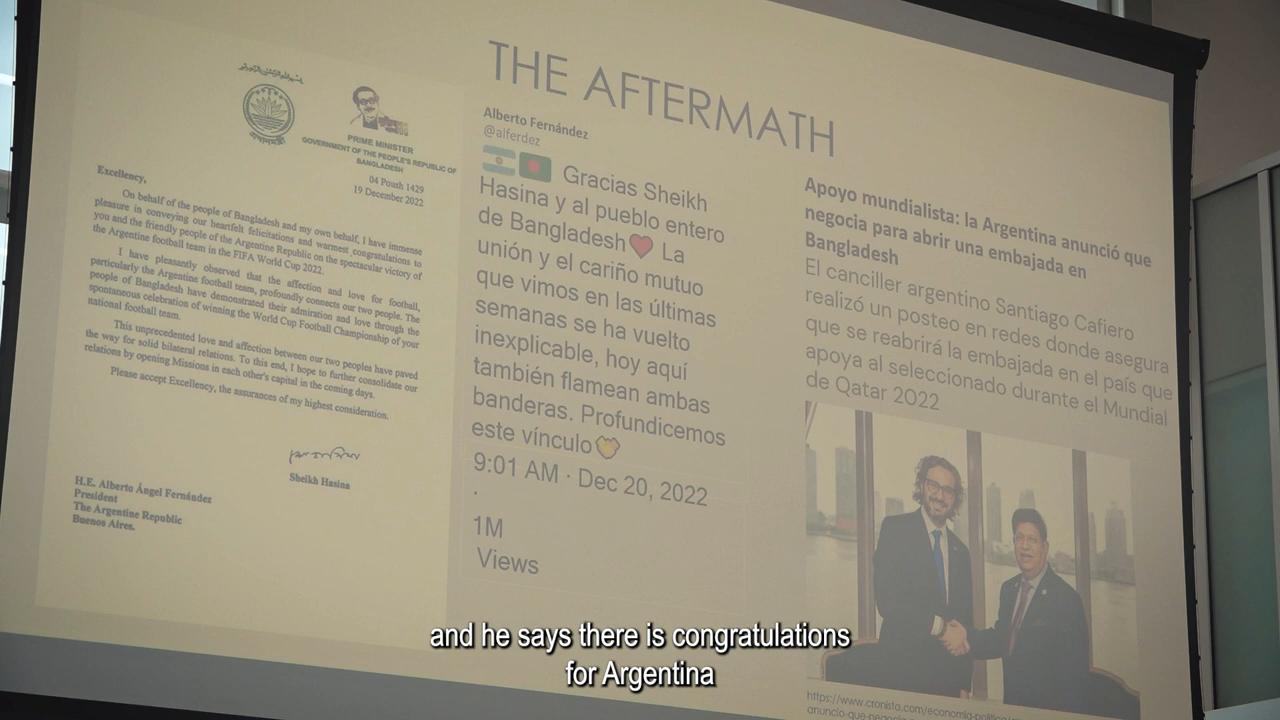 THE AFTERMATH
PRIME MINISTER
GOVERNMENT OF THE PEOPLE'S REPUBLIC OF
BANGLADESH
04 Poush 1429
19 December 2022
Excellency,
On behalf of the people of Bangladesh and my own behalf, I have immense
pleasure in conveying our heartfelt felicitations and warmest congratulations to
you and the friendly people of the Argentine Republic on the spectacular victory of
the Argentine football team in the FIFA World Cup 2022.
I have pleasantly observed that the affection and love for football,
particularly the Argentine football team, profoundly connects our two people. The
people of Bangladesh have demonstrated their admiration and love through the
spontaneous celebration of winning the World Cup Football Championship of your
national football team.
This unprecedented love and affection between our two peoples have paved
the way for solid bilateral relations. To this end, I hope to further consolidate our
relations by opening Missions in each other's capital in the coming days.
Please accept Excellency, the assurances of my highest consideration.
Sheikh Hasina
H.E. Alberto Ángel Fernández
President
The Argentine Republic
Buenos Aires.
Alberto Fernández
@alferdez
🇦🇷🇧🇩 Gracias Sheikh
Hasina y al pueblo entero
de Bangladesh❤️ La
unión y el cariño mutuo
que vimos en las últimas
semanas se ha vuelto
inexplicable, hoy aquí
también flamean ambas
banderas. Profundicemos
este vínculo💛
9:01 AM · Dec 20, 2022
·
1M
Views
Apoyo mundialista: la Argentina anunció que
negocia para abrir una embajada en
Bangladesh
El canciller argentino Santiago Cafiero
realizó un posteo en redes donde asegura
que se reabrirá la embajada en el país que
apoya al seleccionado durante el Mundial
de Qatar 2022
https://www.cronista.com/economia-politica/
and he says there is congratulations
for Argentina